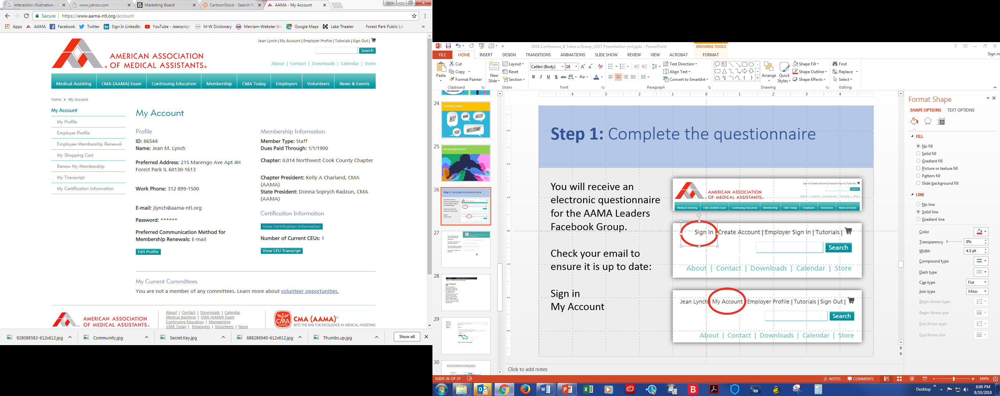 interaction illustration - G
www.yahoo.com
Marketing Board
CartoonStock - Search Re
AAMA - My Account
Jean
Secure | https://www.aama-ntl.org/account
Apps AAMA Facebook Twitter Sign In LinkedIn YouTube - Jeanscript M-W Dictionary Merriam-Webster Un Google Maps Lake Theater Forest Park Public Lib »
Jean Lynch | My Account | Employer Profile | Tutorials | Sign Out |
Search
AMERICAN ASSOCIATION
OF MEDICAL ASSISTANTS®
About | Contact | Downloads | Calendar | Store
Medical Assisting CMA (AAMA) Exam Continuing Education Membership CMA Today Employers Volunteers News & Events
Home > My Account
My Account
My Profile
Employer Profile
Employee Membership Renewal
My Shopping Cart
Renew My Membership
My Transcript
My Certification Information
My Account
Profile
ID: 86544
Name: Jean M. Lynch
Preferred Address: 215 Marengo Ave Apt 4H
Forest Park IL 60130-1613
Work Phone: 312 899-1500
E-mail: jlynch@aama-ntl.org
Password: ******
Preferred Communication Method for
Membership Renewals: E-mail
Edit Profile
Membership Information
Member Type: Staff
Dues Paid Through: 1/1/1900
Chapter: IL014 Northwest Cook County Chapter
Chapter President: Kelly A Charland, CMA
(AAMA)
State President: Donna Soprych Radzun, CMA
(AAMA)
Certification Information
View Certification Information
Number of Current CEUs: 1
View CEU Transcript
My Current Committees
You are not a member of any committees. Learn more about volunteer opportunities.
AMERICAN ASSOCIATION
OF MEDICAL ASSISTANTS®
About | Contact | Downloads | Calendar
Medical Assisting | CMA (AAMA) Exam
Continuing Education | Membership
CMA Today | Employers | Volunteers | News
CMA (AAMA)®
SETS THE BAR FOR EXCELLENCE IN MEDICAL ASSISTING
928088582-612x612.jpg
Community.jpg
Secret.Key.jpg
688286940-612x612.jpg
Thumbs.up.jpg
Show all
2018.Conference_It Takes a Group_LDST Presentation-jml.pptx - PowerPoint
DRAWING TOOLS
FILE HOME INSERT DESIGN TRANSITIONS ANIMATIONS SLIDE SHOW REVIEW VIEW ACROBAT FORMAT
Sign in
Paste
Cut
Copy
Format Painter
Clipboard
New
Slide
Layout
Reset
Section
Slides
Calibri (Body) 18
Font
Text Direction
Align Text
Convert to SmartArt
Paragraph
Arrange
Quick
Styles
Shape Fill
Shape Outline
Shape Effects
Drawing
Find
Replace
Select
Editing
24
And keep in touch ...
HI!
WOW
HELLO
YES!
WELCOME
25
So how does it work?
26
Step 1: Complete the questionnaire
27
28
29
30
Step 1: Complete the questionnaire
You will receive an
electronic questionnaire
for the AAMA Leaders
Facebook Group.
Check your email to
ensure it is up to date:
Sign in
My Account
Sign In | Create Account | Employer Sign In | Tutorials |
Search
AMERICAN ASSOCIATION
OF MEDICAL ASSISTANTS®
About | Contact | Downloads | Calendar | Store
Medical Assisting CMA (AAMA) Exam Continuing Education Membership CMA Today Employers Volunteers News & Events
Sign In | Create Account | Employer Sign In | Tutorials |
Search
About | Contact | Downloads | Calendar | Store
Jean Lynch | My Account | Employer Profile | Tutorials | Sign Out |
Search
About | Contact | Downloads | Calendar | Store
Click to add notes
Format Shape
SHAPE OPTIONS TEXT OPTIONS
FILL
No fill
Solid fill
Gradient fill
Picture or texture fill
Pattern fill
Slide background fill
LINE
No line
Solid line
Gradient line
Color
Transparency 0%
Width 4.5 pt
Compound type
Dash type
Cap type Flat
Join type Miter
Begin Arrow type
Begin Arrow size
End Arrow type
End Arrow size
SLIDE 26 OF 37
NOTES COMMENTS 104%
Desktop »
6:00 PM
8/10/2018